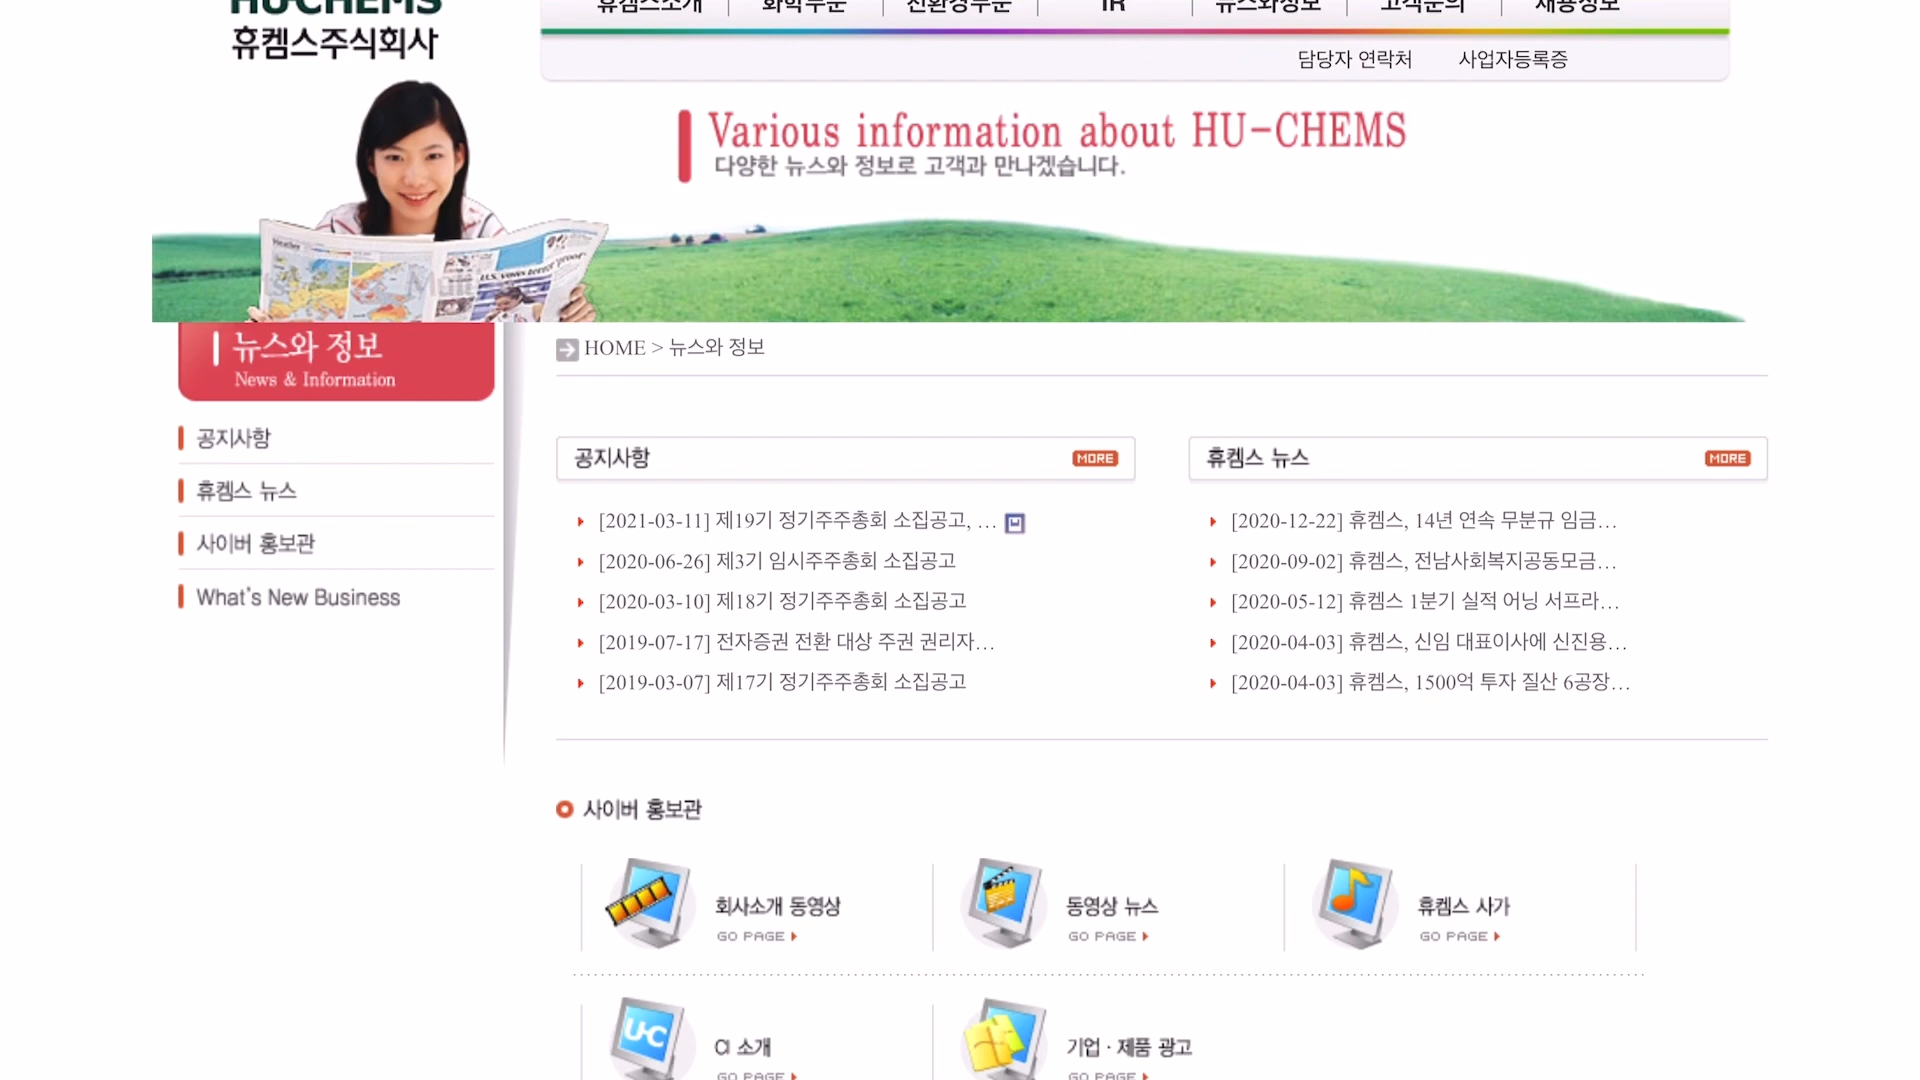 HU-CHEMS
휴켐스주식회사
휴켐스소개
화학부문
친환경부문
IR
뉴스와정보
고객문의
채용정보
담당자 연락처
사업자등록증
Various information about HU-CHEMS
다양한 뉴스와 정보로 고객과 만나겠습니다.
뉴스와 정보
News & Information
공지사항
휴켐스 뉴스
사이버 홍보관
What's New Business
HOME > 뉴스와 정보
공지사항
MORE
[2021-03-11] 제19기 정기주주총회 소집공고, ...
[2020-06-26] 제3기 임시주주총회 소집공고
[2020-03-10] 제18기 정기주주총회 소집공고
[2019-07-17] 전자증권 전환 대상 주권 권리자...
[2019-03-07] 제17기 정기주주총회 소집공고
휴켐스 뉴스
MORE
[2020-12-22] 휴켐스, 14년 연속 무분규 임금...
[2020-09-02] 휴켐스, 전남사회복지공동모금...
[2020-05-12] 휴켐스 1분기 실적 어닝 서프라...
[2020-04-03] 휴켐스, 신임 대표이사에 신진용...
[2020-04-03] 휴켐스, 1500억 투자 질산 6공장...
사이버 홍보관
회사소개 동영상
GO PAGE
동영상 뉴스
GO PAGE
휴켐스 사가
GO PAGE
U-C
CI 소개
GO PAGE
기업 · 제품 광고
GO PAGE